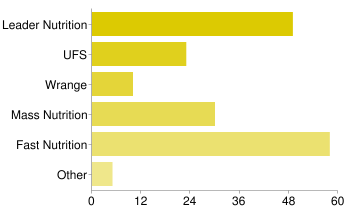 Leader Nutrition
UFS
Wrange
Mass Nutrition
Fast Nutrition
Other
0 12 24 36 48 60